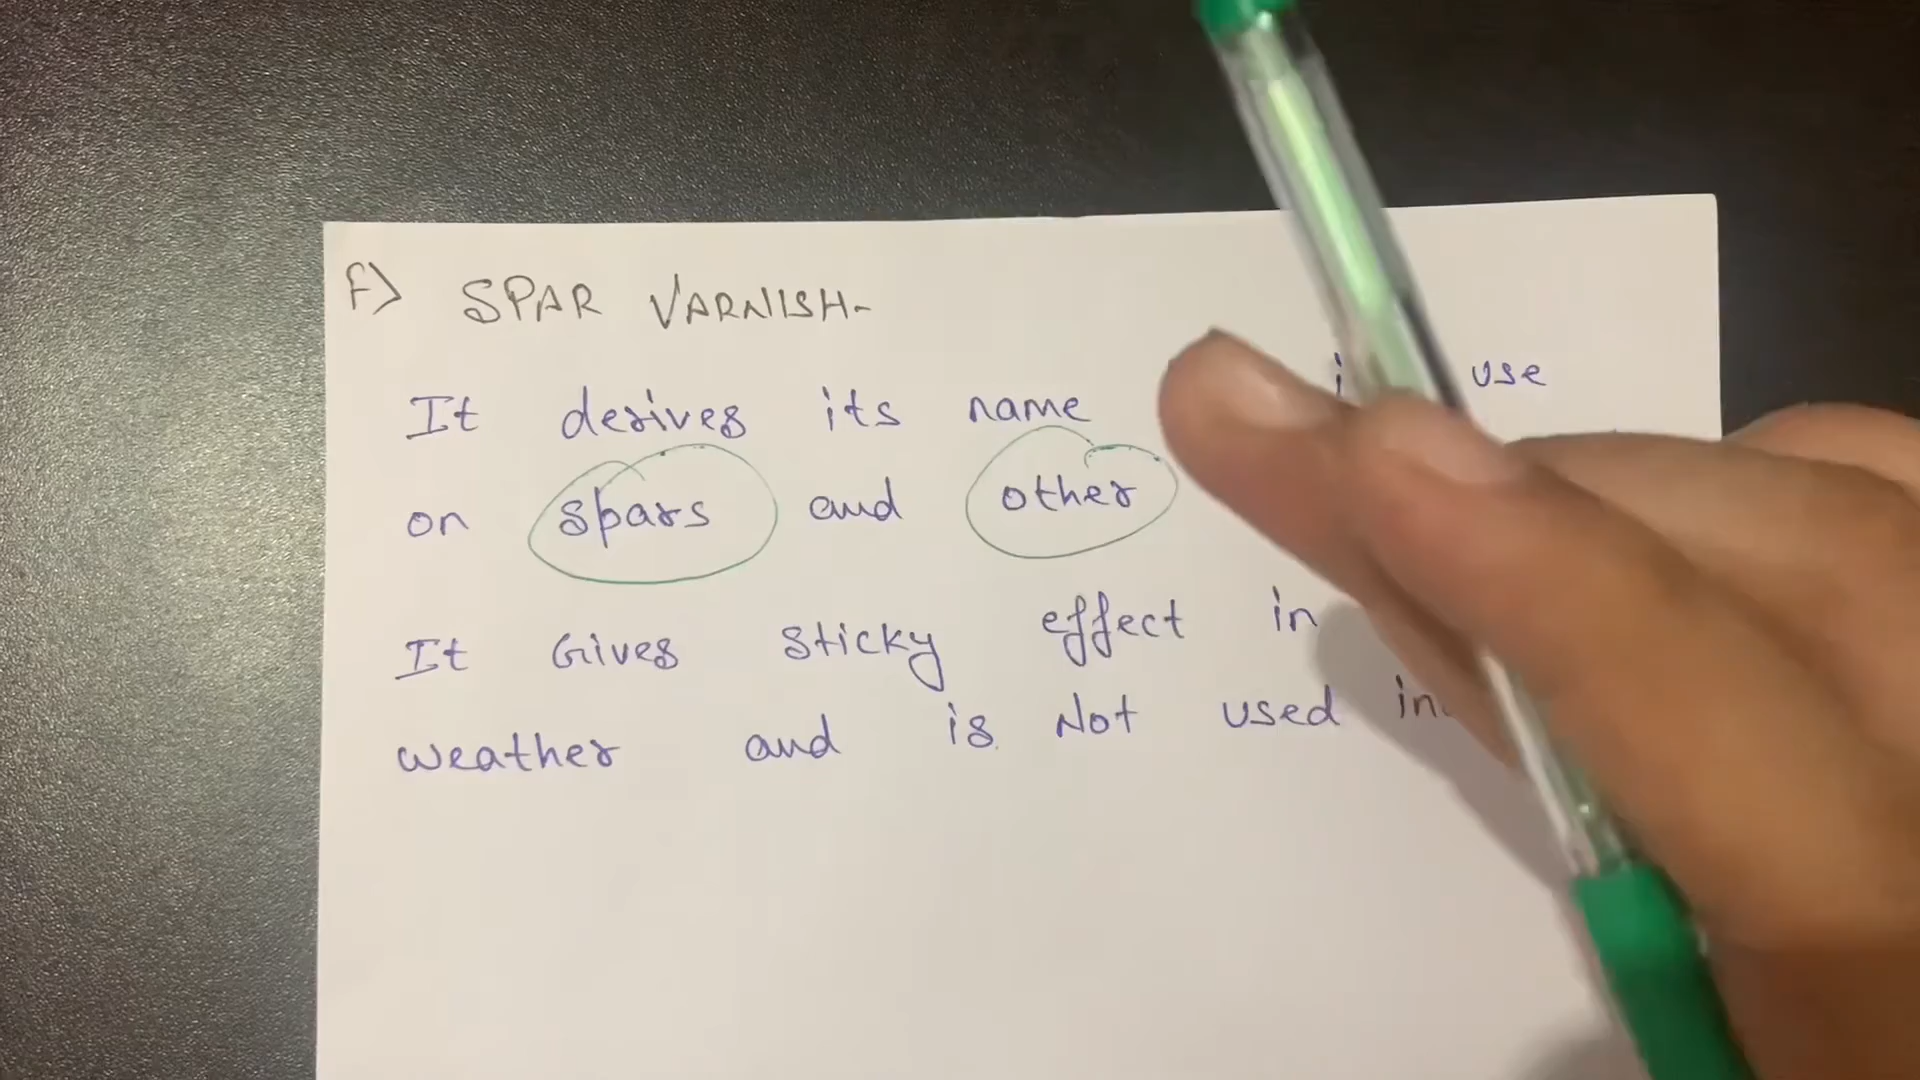 F) SPAR VARNISH-
It derives its name use
on spars and other
It Gives sticky effect in
weather and is Not used